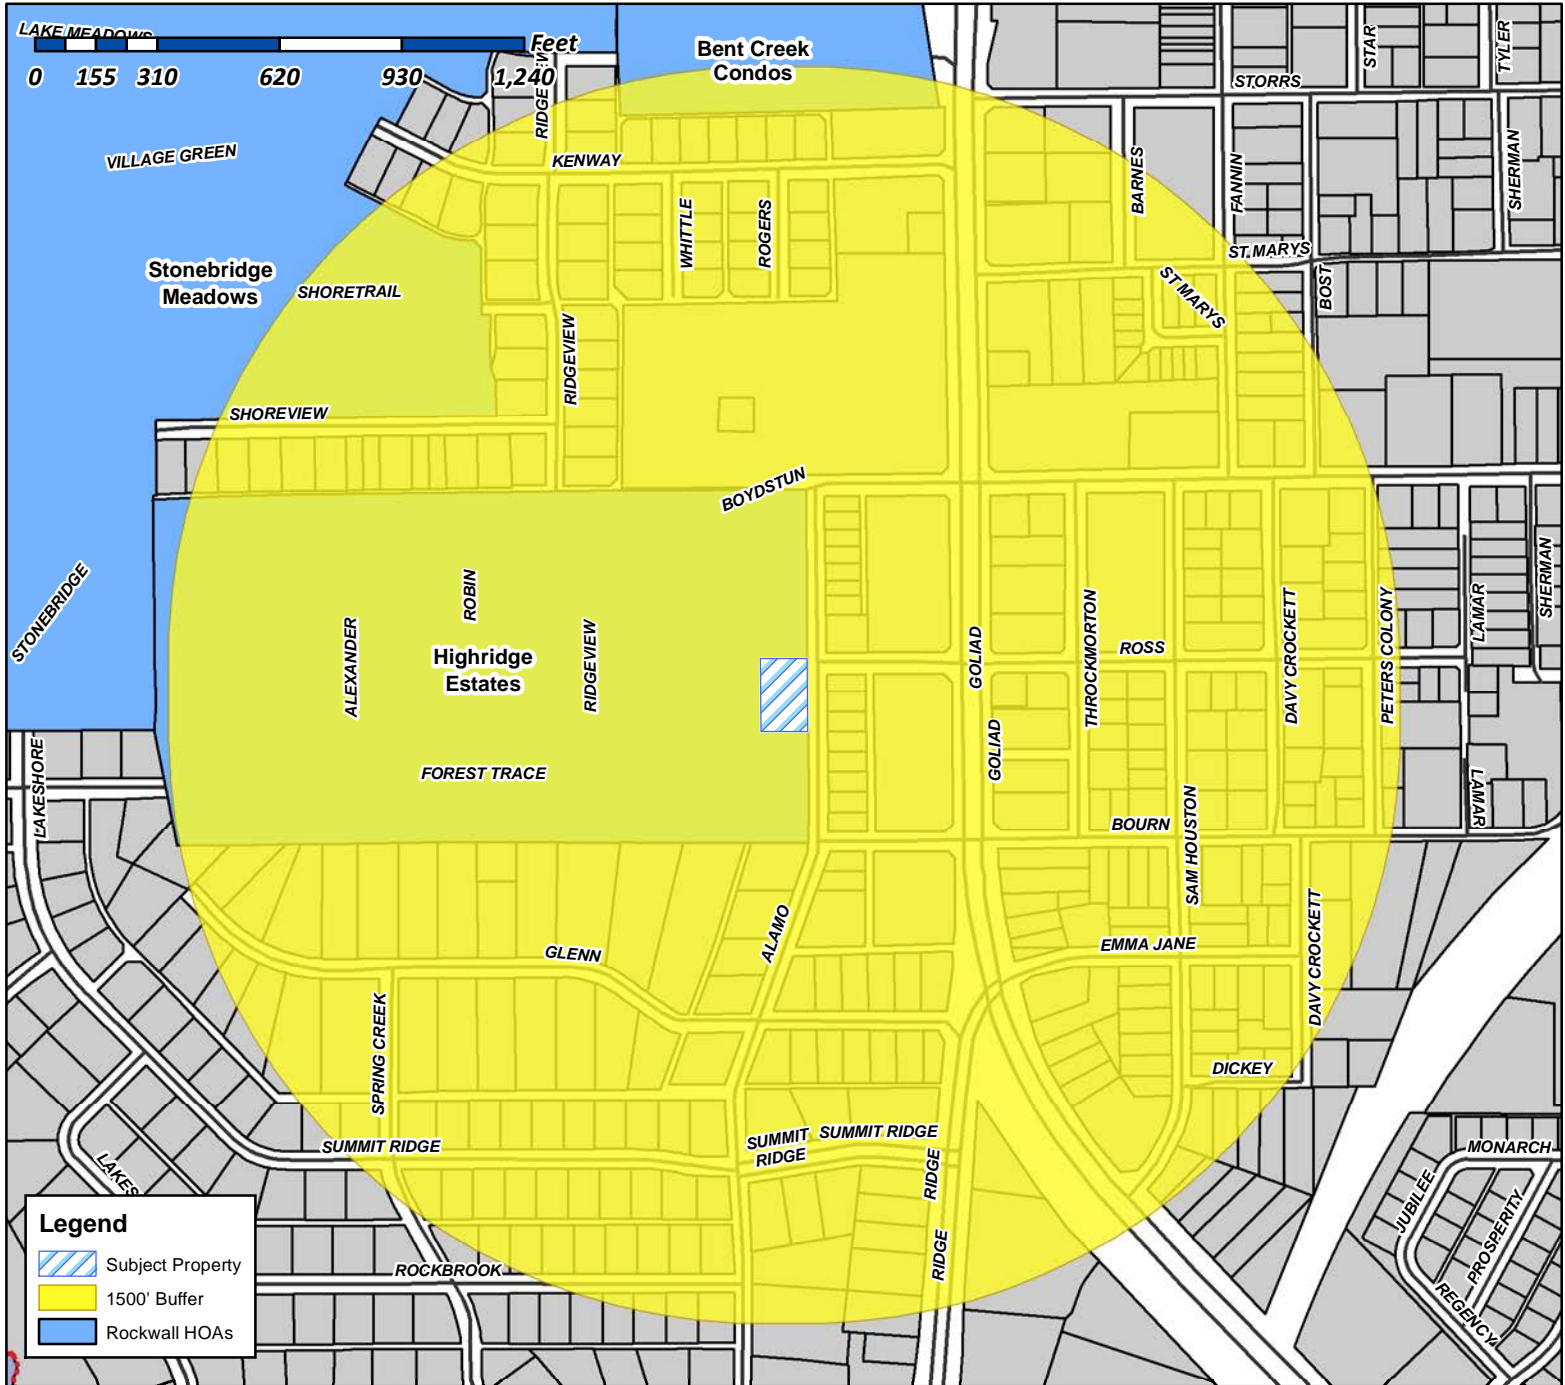 LAKE MEADOWS
Feet
0 155 310 620 930 1,240
Bent Creek
Condos
STAR
TYLER
STORRS
VILLAGE GREEN
KENWAY
BARNES
FANNIN
SHERMAN
WHITTLE
ROGERS
Stonebridge
Meadows
SHORETRAIL
ST MARYS
ST MARYS
BOST
RIDGEVIEW
SHOREVIEW
BOYDSTUN
STONEBRIDGE
ROBIN
ALEXANDER
Highridge
Estates
RIDGEVIEW
GOLIAD
THROCKMORTON
ROSS
DAVY CROCKETT
PETERS COLONY
LAMAR
SHERMAN
FOREST TRACE
LAKESHORE
GOLIAD
BOURN
SAM HOUSTON
LAMAR
GLENN
ALAMO
EMMA JANE
DAVY CROCKETT
SPRING CREEK
DICKEY
SUMMIT RIDGE
SUMMIT
RIDGE
SUMMIT RIDGE
RIDGE
MONARCH
JUBILEE
PROSPERITY
REGENCY
RIDGE
ROCKBROOK
Legend
Subject Property
1500' Buffer
Rockwall HOAs